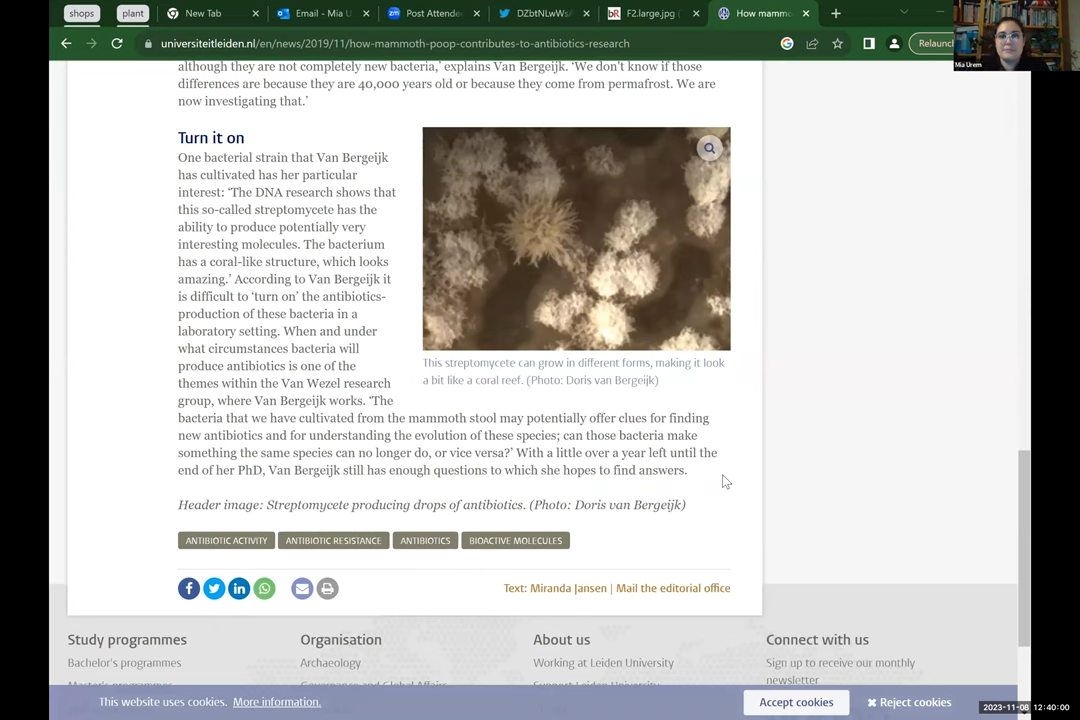 shops
plant
New Tab
Email - Mia U
Post Attende
DZbtNLwWs
F2.large.jpg (
How mammo
universiteitleiden.nl/en/news/2019/11/how-mammoth-poop-contributes-to-antibiotics-research
Relaunc
Mia Urem
although they are not completely new bacteria,’ explains Van Bergeijk. ‘We don't know if those
differences are because they are 40,000 years old or because they come from permafrost. We are
now investigating that.’
Turn it on
One bacterial strain that Van Bergeijk
has cultivated has her particular
interest: ‘The DNA research shows that
this so-called streptomycete has the
ability to produce potentially very
interesting molecules. The bacterium
has a coral-like structure, which looks
amazing.’ According to Van Bergeijk it
is difficult to ‘turn on’ the antibiotics-
production of these bacteria in a
laboratory setting. When and under
what circumstances bacteria will
produce antibiotics is one of the
themes within the Van Wezel research
group, where Van Bergeijk works. ‘The
bacteria that we have cultivated from the mammoth stool may potentially offer clues for finding
new antibiotics and for understanding the evolution of these species; can those bacteria make
something the same species can no longer do, or vice versa?’ With a little over a year left until the
end of her PhD, Van Bergeijk still has enough questions to which she hopes to find answers.
This streptomycete can grow in different forms, making it look
a bit like a coral reef. (Photo: Doris van Bergeijk)
Header image: Streptomycete producing drops of antibiotics. (Photo: Doris van Bergeijk)
ANTIBIOTIC ACTIVITY
ANTIBIOTIC RESISTANCE
ANTIBIOTICS
BIOACTIVE MOLECULES
Text: Miranda Jansen | Mail the editorial office
Study programmes
Organisation
About us
Connect with us
Bachelor's programmes
Archaeology
Working at Leiden University
Sign up to receive our monthly
newsletter
This website uses cookies. More information.
Accept cookies
Reject cookies
2023-11-08 12:40:00